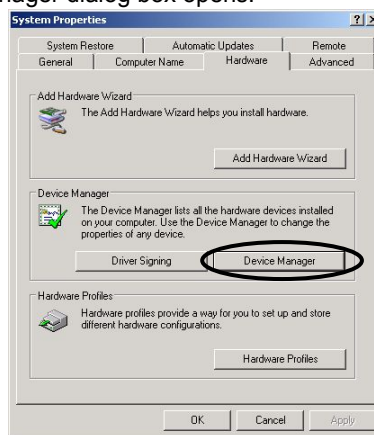 nager dialog box opens.
System Properties
? X
System Restore Automatic Updates Remote
General Computer Name Hardware Advanced
Add Hardware Wizard
The Add Hardware Wizard helps you install hardware.
Add Hardware Wizard
Device Manager
The Device Manager lists all the hardware devices installed
on your computer. Use the Device Manager to change the
properties of any device.
Driver Signing Device Manager
Hardware Profiles
Hardware profiles provide a way for you to set up and store
different hardware configurations.
Hardware Profiles
OK Cancel Apply